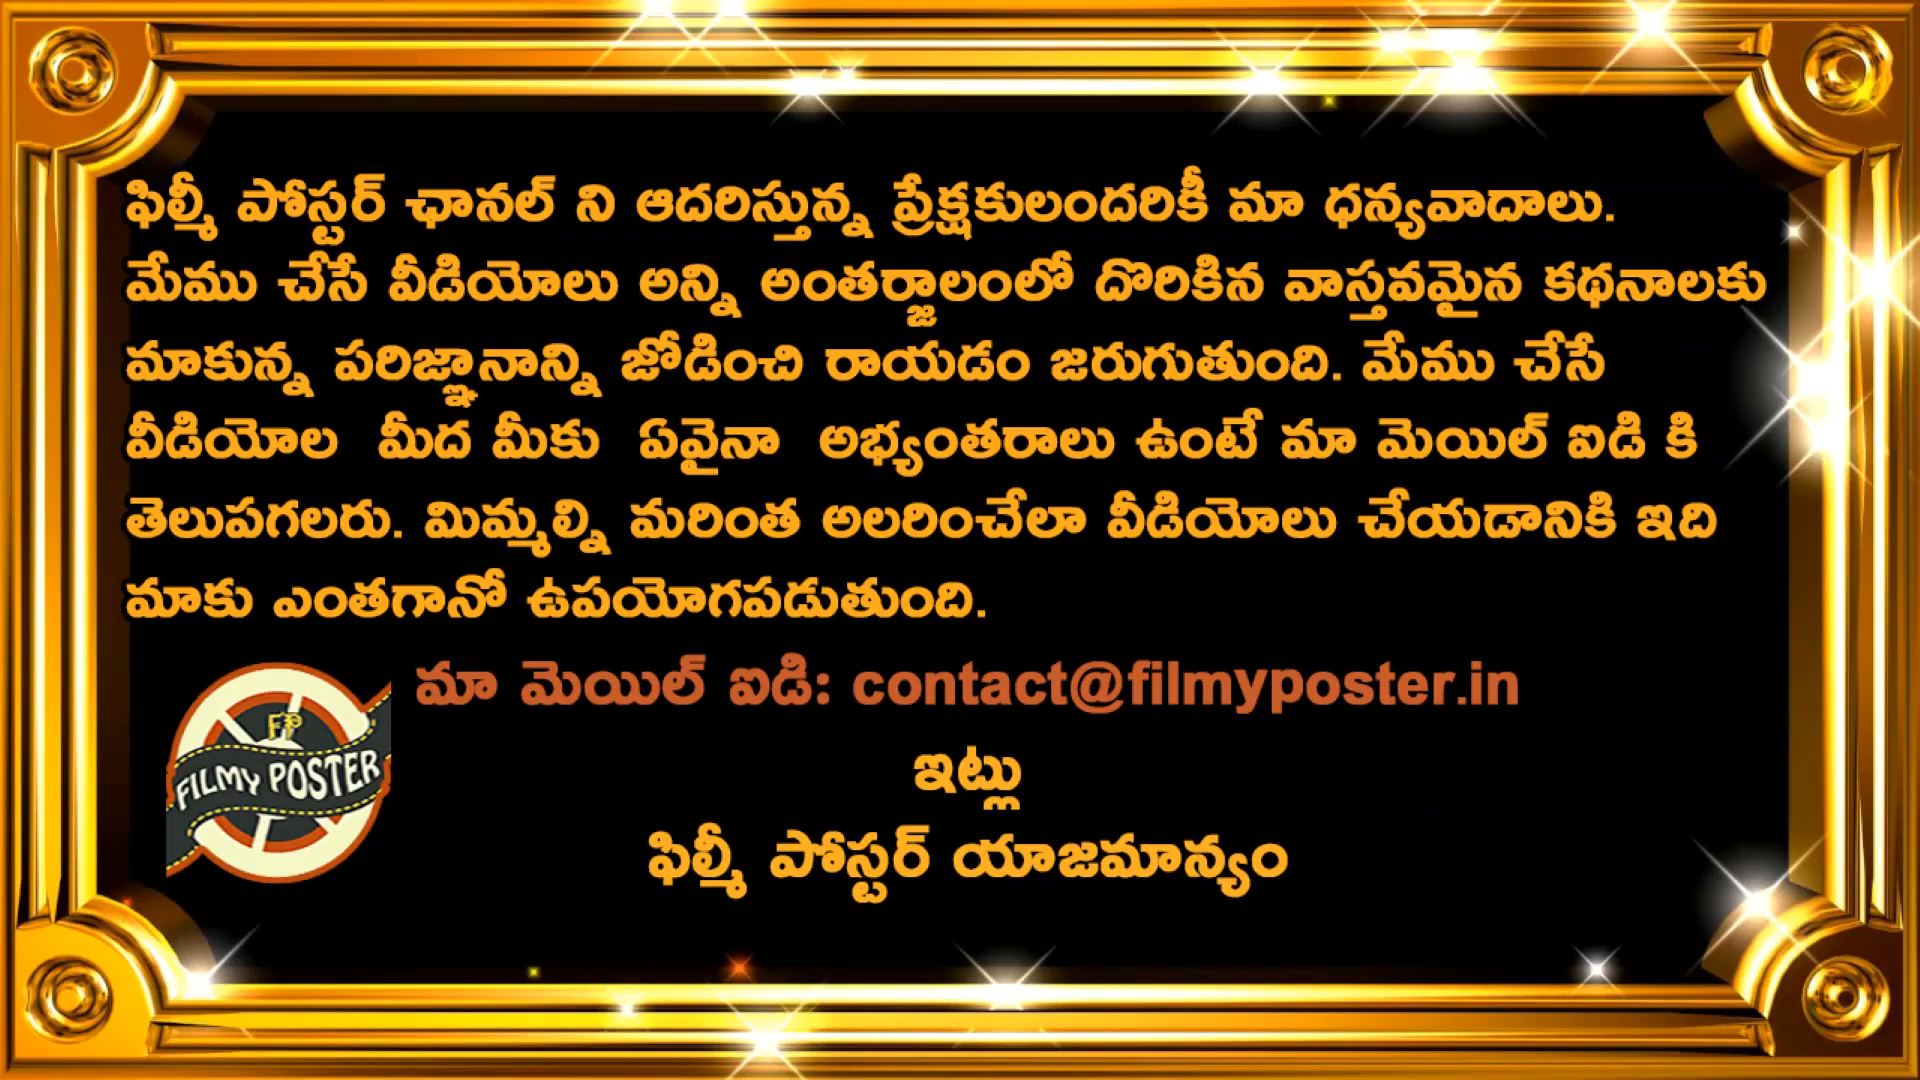 ఫిల్మీ పోస్టర్ ఛానల్ ని ఆదరిస్తున్న ప్రేక్షకులందరికీ మా ధన్యవాదాలు.
మేము చేసే వీడియోలు అన్ని అంతర్జాలంలో దొరికిన వాస్తవమైన కథనాలకు
మాకున్న పరిజ్ఞానాన్ని జోడించి రాయడం జరుగుతుంది. మేము చేసే
వీడియోల మీద మీకు ఏవైనా అభ్యంతరాలు ఉంటే మా మెయిల్ ఐడి కి
తెలుపగలరు. మిమ్మల్ని మరింత అలరించేలా వీడియోలు చేయడానికి ఇది
మాకు ఎంతగానో ఉపయోగపడుతుంది.
మా మెయిల్ ఐడి: contact@filmyposter.in
FP
FILMY POSTER
ఇట్లు
ఫిల్మీ పోస్టర్ యాజమాన్యం